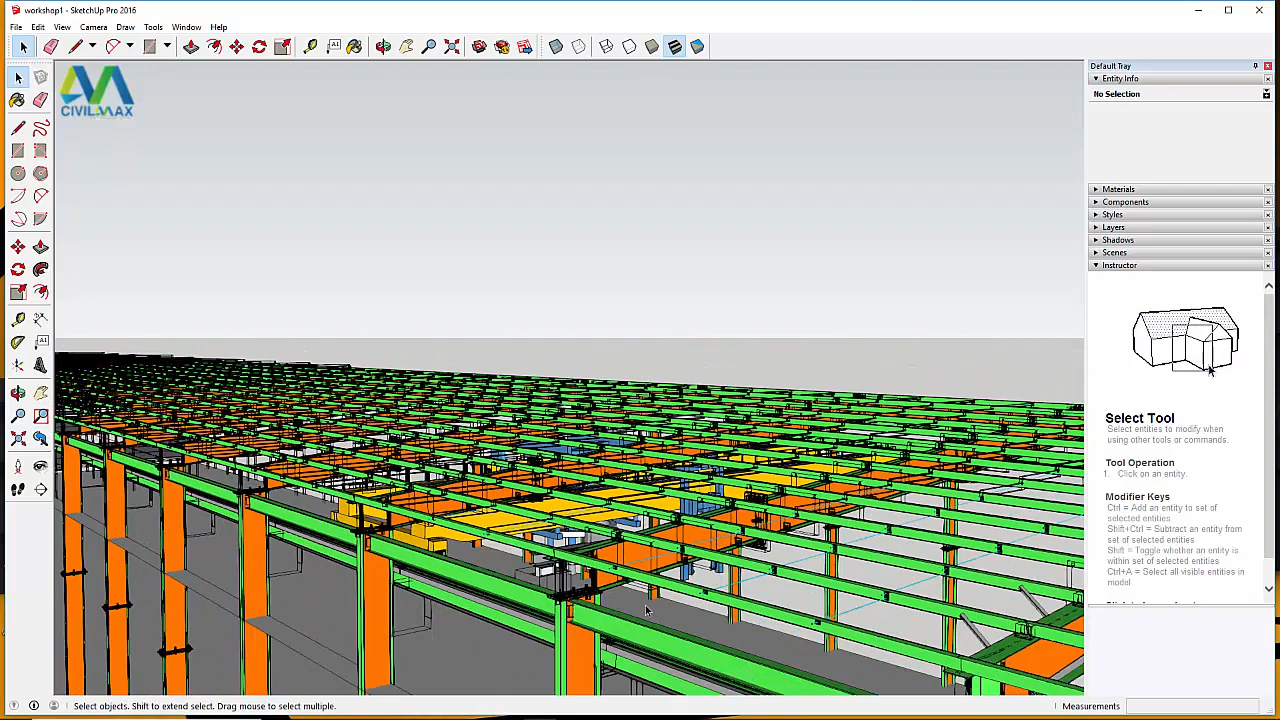 workshop1 - SketchUp Pro 2016
File Edit View Camera Draw Tools Window Help
Default Tray
Entity Info
No Selection
CIVILMAX
Materials
Components
Styles
Layers
Shadows
Scenes
Instructor
Select Tool
Select entities to modify when
using other tools or commands.
Tool Operation
1. Click on an entity.
Modifier Keys
Ctrl = Add an entity to set of
selected entities
Shift+Ctrl = Subtract an entity from
set of selected entities
Shift = Toggle whether an entity is
within set of selected entities
Ctrl+A = Select all visible entities in
model
Select objects. Shift to extend select. Drag mouse to select multiple.
Measurements